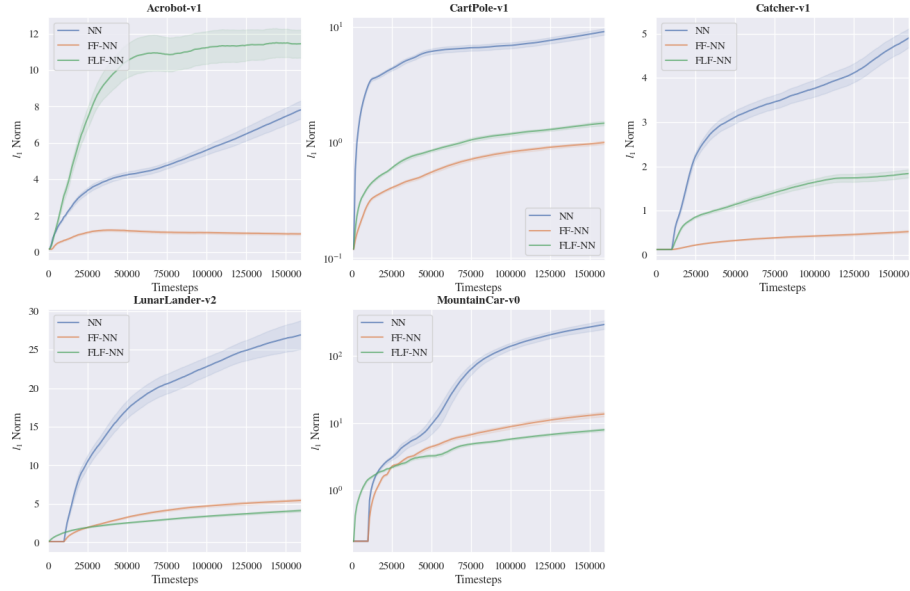 Acrobot-v1
12
10
8
6
4
2
0
l1 Norm
NN
FF-NN
FLF-NN
0 25000 50000 75000 100000 125000 150000
Timesteps
CartPole-v1
10^1
10^0
10^-1
l1 Norm
NN
FF-NN
FLF-NN
0 25000 50000 75000 100000 125000 150000
Timesteps
Catcher-v1
5
4
3
2
1
0
l1 Norm
NN
FF-NN
FLF-NN
0 25000 50000 75000 100000 125000 150000
Timesteps
LunarLander-v2
30
25
20
15
10
5
0
l1 Norm
NN
FF-NN
FLF-NN
0 25000 50000 75000 100000 125000 150000
Timesteps
MountainCar-v0
10^2
10^1
10^0
l1 Norm
NN
FF-NN
FLF-NN
0 25000 50000 75000 100000 125000 150000
Timesteps